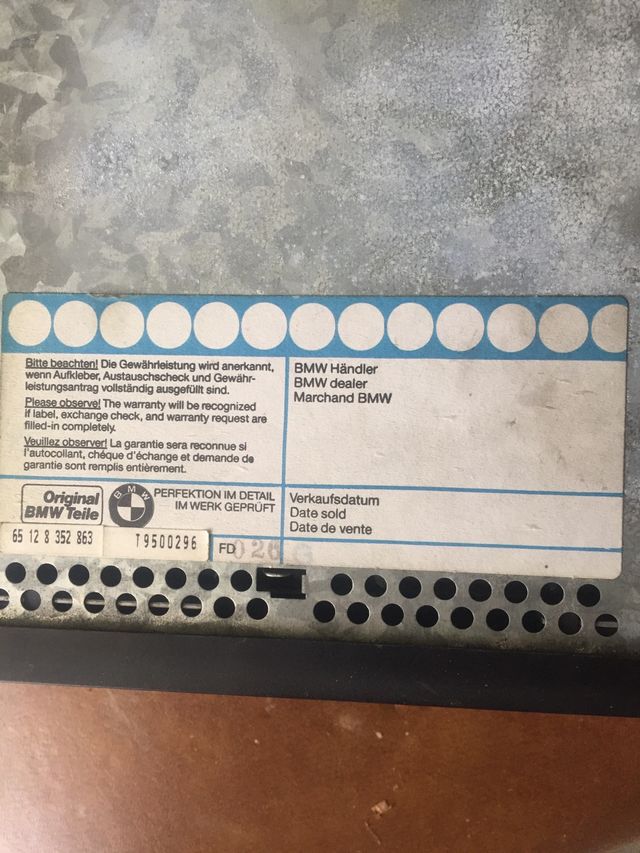 Bitte beachten! Die Gewährleistung wird anerkannt,
wenn Aufkleber, Austauschscheck und Gewähr-
leistungsantrag vollständig ausgefüllt sind.
Please observe! The warranty will be recognized
if label, exchange check, and warranty request are
filled-in completely.
Veuillez observer! La garantie sera reconnue si
l'autocollant, chéque d'échange et demande de
garantie sont remplis entièrement.
BMW Händler
BMW dealer
Marchand BMW
Original
BMW Teile
BMW
PERFEKTION IM DETAIL
IM WERK GEPRÜFT
Verkaufsdatum
Date sold
Date de vente
65 12 8 352 863 T9500296
FD 026 G